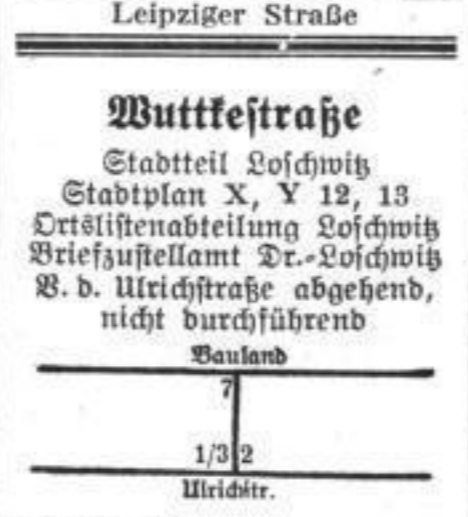 Leipziger Straße
Wuttkestraße
Stadtteil Loschwitz
Stadtplan X, Y 12, 13
Ortslistenabteilung Loschwitz
Briefzustellamt Dr.-Loschwitz
V. d. Ulrichstraße abgehend,
nicht durchführend
Bauland
7
1/3 2
Ulrichstr.